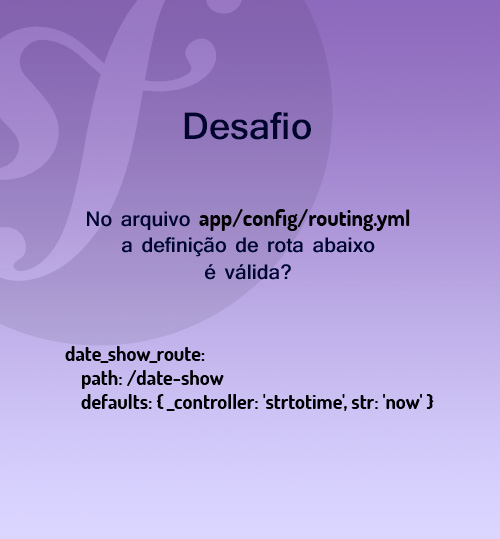 Desafio
No arquivo app/config/routing.yml
a definição de rota abaixo
é válida?
date_show_route:
path: /date-show
defaults: { _controller: 'strtotime', str: 'now' }